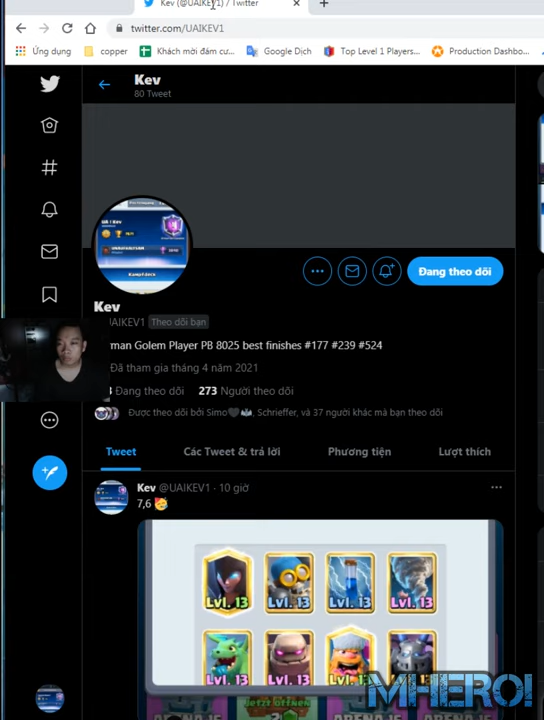 Kev (@UAIKEV1) / Twitter
twitter.com/UAIKEV1
Ứng dụng
copper
Khách mời đám cư...
Google Dịch
Top Level 1 Players...
Production Dashbo...
Kev
80 Tweet
Đang theo dõi
Kev
UAIKEV1 Theo dõi bạn
man Golem Player PB 8025 best finishes #177 #239 #524
Đã tham gia tháng 4 năm 2021
Đang theo dõi 273 Người theo dõi
Được theo dõi bởi Simo🖤, Schrieffer, và 37 người khác mà bạn theo dõi
Tweet
Các Tweet & trả lời
Phương tiện
Lượt thích
Kev @UAIKEV1 · 10 giờ
7,6 🥳
Lvl. 13 Lvl. 13 Lvl. 13 Lvl. 13
Lvl. 13 Lvl. 13 Lvl. 13 Lvl. 13
Jetzt öffnen
MHERO!